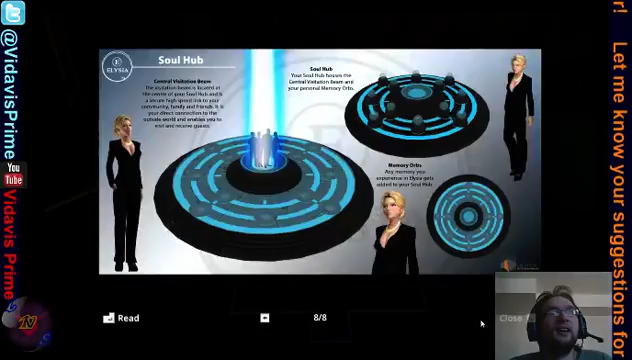 @VidavisPrime
You
Tube
Vidavis Prime
ELYSIA
Soul Hub
Central Visitation Beam
The visitation beam is located at
the centre of your Soul Hub and is
a secure high speed link to your
community, family and friends. It is
your direct connection to the
outside world and enables you to
visit and receive guests.
Soul Hub
Your Soul Hub houses the
Central Visitation Beam and
your personal Memory Orbs.
Memory Orbs
Any memory you
experience in Elysia gets
added to your Soul Hub
Read
8/8
Close
r! Let me know your suggestions for